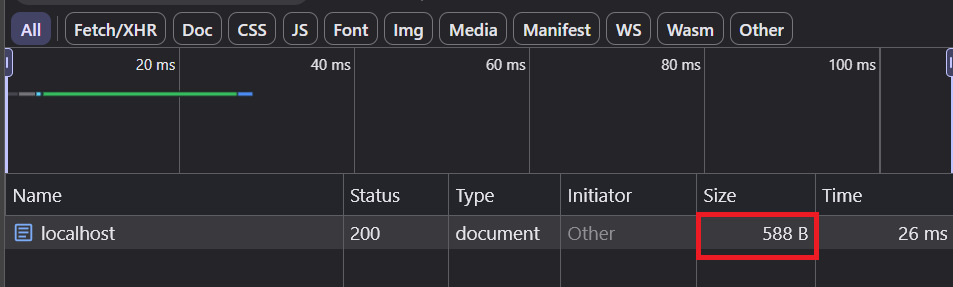 All Fetch/XHR Doc CSS JS Font Img Media Manifest WS Wasm Other
20 ms 40 ms 60 ms 80 ms 100 ms
Name Status Type Initiator Size Time
localhost 200 document Other 588 B 26 ms